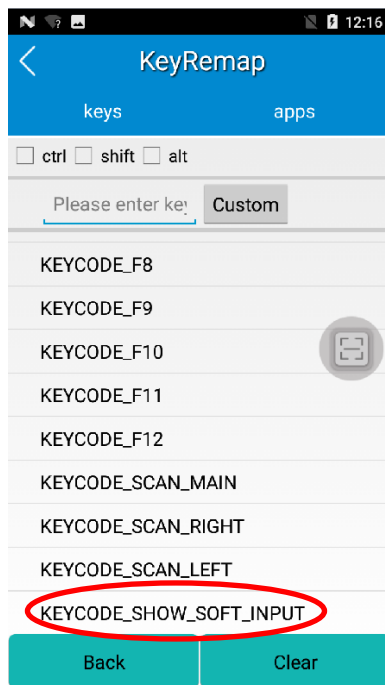 12:16
KeyRemap
keys apps
ctrl shift alt
Please enter key Custom
KEYCODE_F8
KEYCODE_F9
KEYCODE_F10
KEYCODE_F11
KEYCODE_F12
KEYCODE_SCAN_MAIN
KEYCODE_SCAN_RIGHT
KEYCODE_SCAN_LEFT
KEYCODE_SHOW_SOFT_INPUT
Back Clear